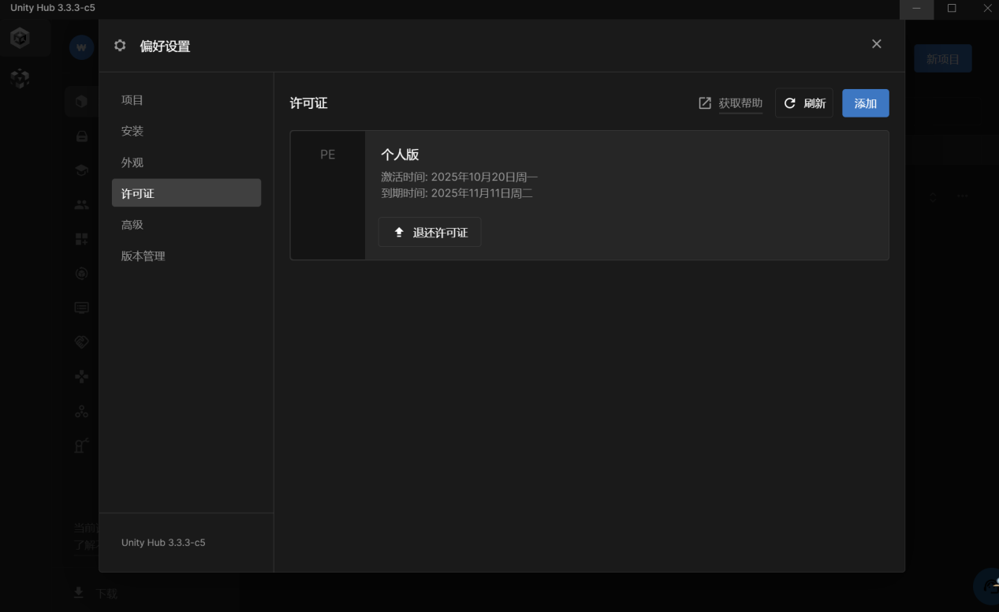 Unity Hub 3.3.3-c5
W
偏好设置
新项目
项目
安装
外观
许可证
高级
版本管理
许可证
获取帮助
刷新
添加
PE
个人版
激活时间: 2025年10月20日周一
到期时间: 2025年11月11日周二
退还许可证
当前
了解
Unity Hub 3.3.3-c5
下载